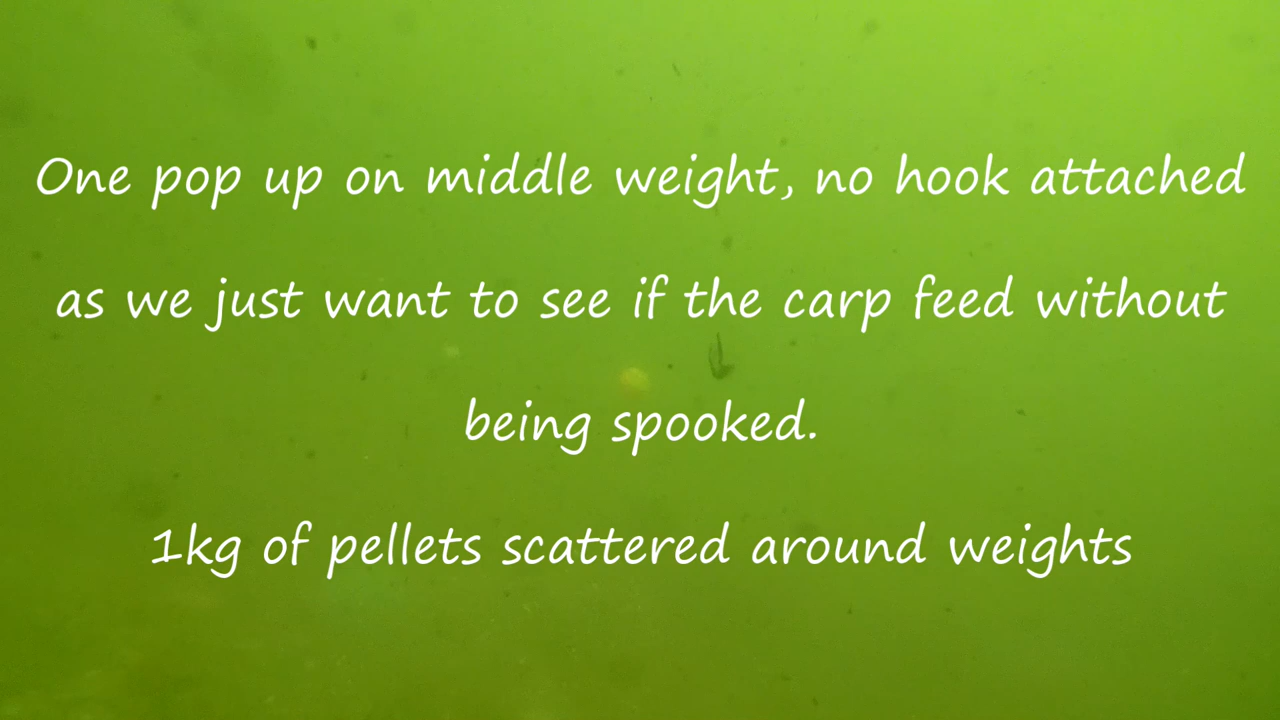 One pop up on middle weight, no hook attached
as we just want to see if the carp feed without
being spooked.
1kg of pellets scattered around weights